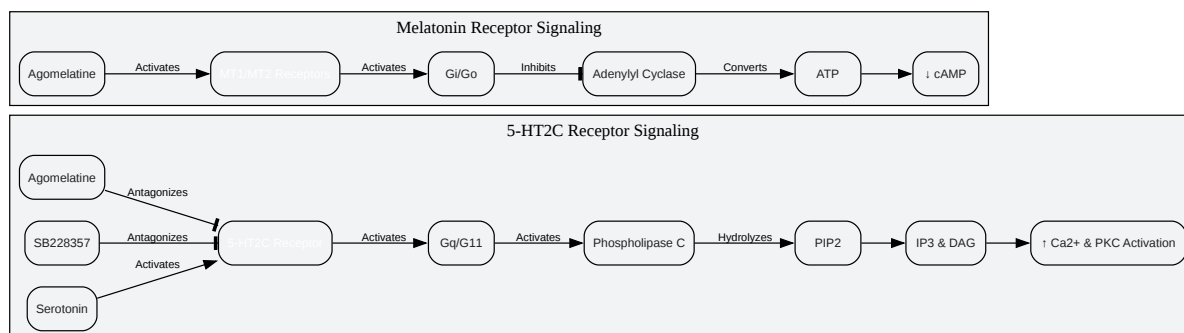 Melatonin Receptor Signaling
Agomelatine
Activates
MT1/MT2 Receptors
Activates
Gi/Go
Inhibits
Adenylyl Cyclase
Converts
ATP
↓ cAMP
5-HT2C Receptor Signaling
Agomelatine
Antagonizes
SB228357
Antagonizes
Activates
Serotonin
5-HT2C Receptor
Activates
Gq/G11
Activates
Phospholipase C
Hydrolyzes
PIP2
IP3 & DAG
↑ Ca2+ & PKC Activation